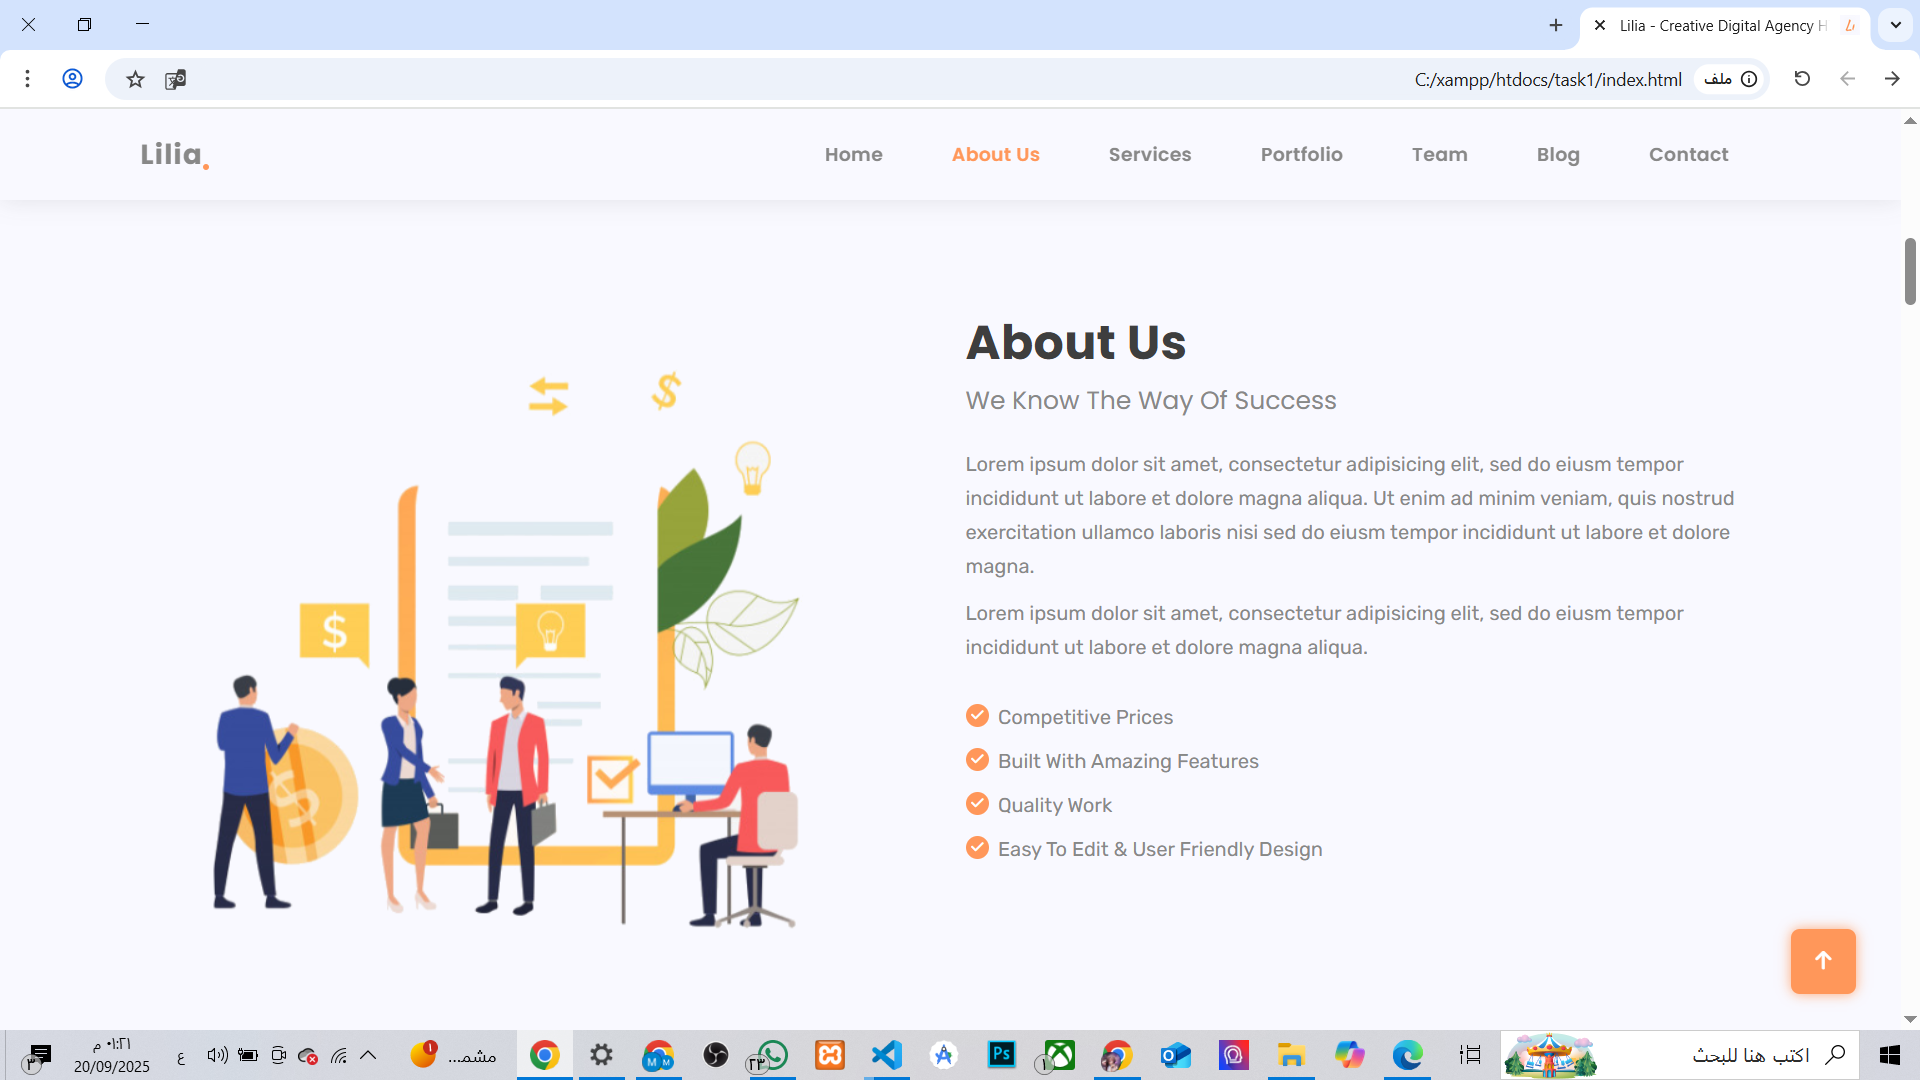 Lilia - Creative Digital Agency H
C:/xampp/htdocs/task1/index.html
ملف
Lilia.
Home
About Us
Services
Portfolio
Team
Blog
Contact
About Us
We Know The Way Of Success
Lorem ipsum dolor sit amet, consectetur adipisicing elit, sed do eiusm tempor
incididunt ut labore et dolore magna aliqua. Ut enim ad minim veniam, quis nostrud
exercitation ullamco laboris nisi sed do eiusm tempor incididunt ut labore et dolore
magna.
Lorem ipsum dolor sit amet, consectetur adipisicing elit, sed do eiusm tempor
incididunt ut labore et dolore magna aliqua.
Competitive Prices
Built With Amazing Features
Quality Work
Easy To Edit & User Friendly Design
$
$
$
اكتب هنا للبحث
Ps
١
٢٣
M M
مشمـ...
١
ع
٠١:٢١ م
20/09/2025
٣